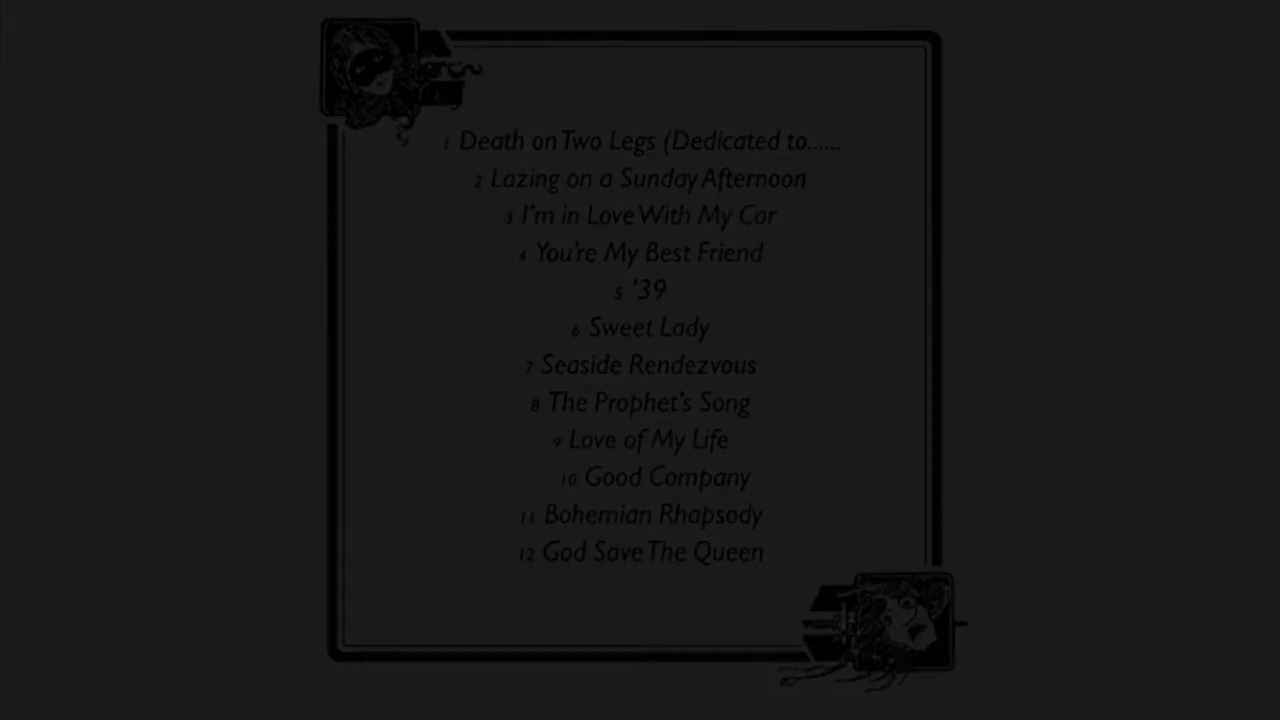 1 Death on Two Legs (Dedicated to......
2 Lazing on a Sunday Afternoon
3 I'm in Love With My Car
4 You're My Best Friend
5 '39
6 Sweet Lady
7 Seaside Rendezvous
8 The Prophet's Song
9 Love of My Life
10 Good Company
11 Bohemian Rhapsody
12 God Save The Queen